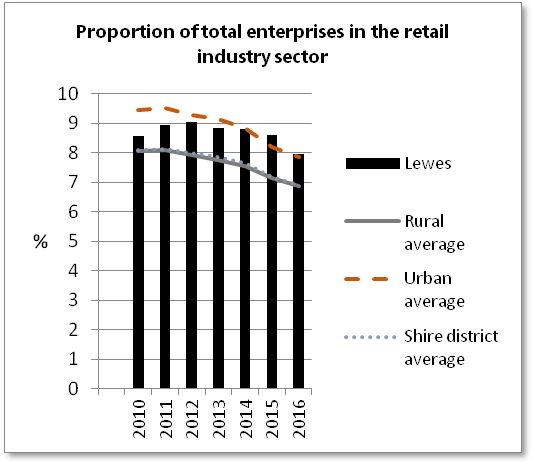 Proportion of total enterprises in the retail
industry sector
10
9
8
7
6
5
4
3
2
1
0
%
2010
2011
2012
2013
2014
2015
2016
Lewes
Rural
average
Urban
average
Shire district
average